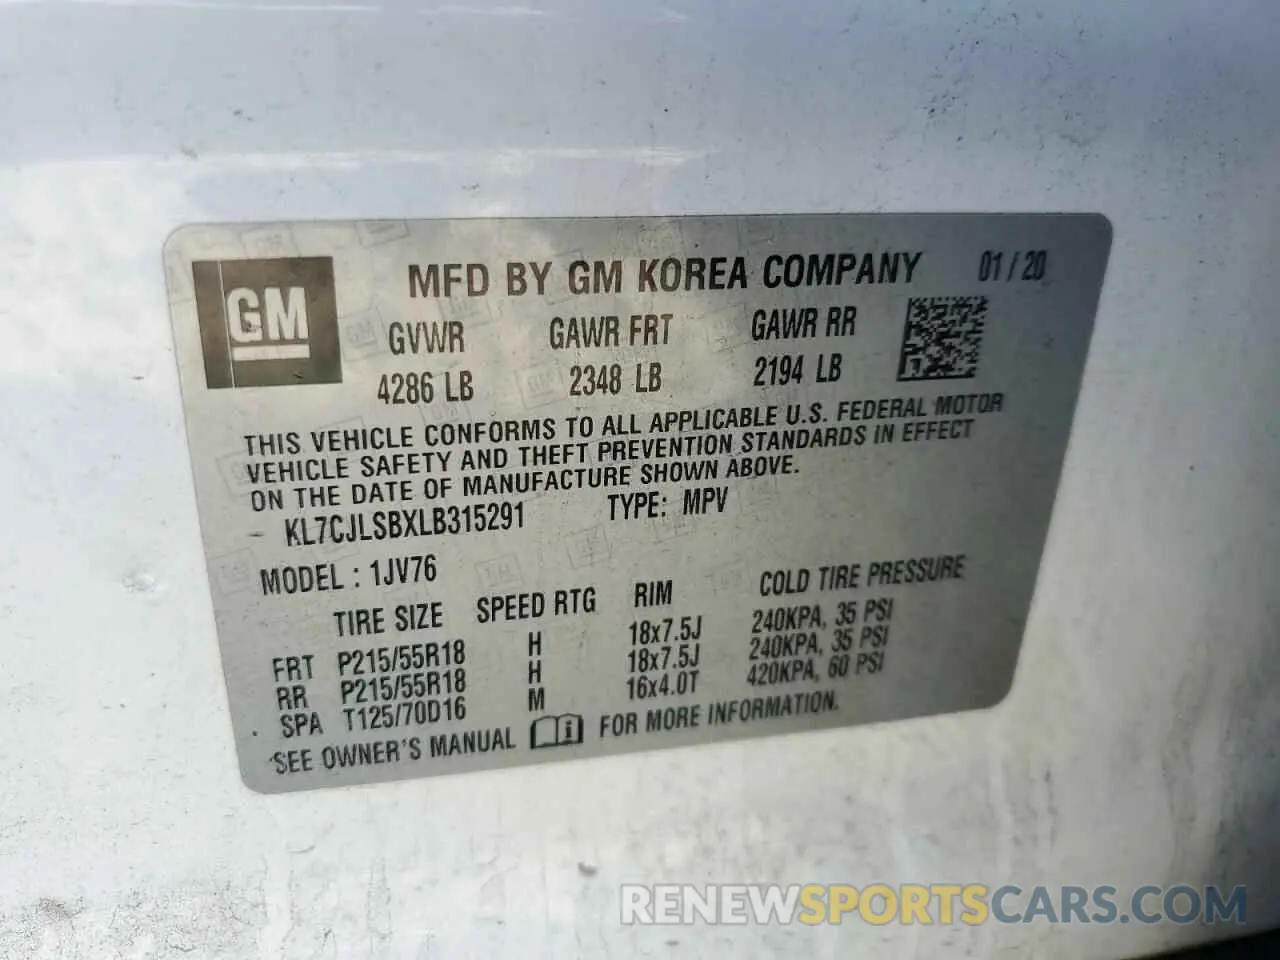 GM
MFD BY GM KOREA COMPANY 01/20
GVWR GAWR FRT GAWR RR
4286 LB 2348 LB 2194 LB
THIS VEHICLE CONFORMS TO ALL APPLICABLE U.S. FEDERAL MOTOR
VEHICLE SAFETY AND THEFT PREVENTION STANDARDS IN EFFECT
ON THE DATE OF MANUFACTURE SHOWN ABOVE.
KL7CJLSBXLB315291 TYPE: MPV
MODEL : 1JV76
TIRE SIZE SPEED RTG RIM COLD TIRE PRESSURE
FRT P215/55R18 H 18x7.5J 240KPA, 35 PSI
RR P215/55R18 H 18x7.5J 240KPA, 35 PSI
SPA T125/70D16 M 16x4.0T 420KPA, 60 PSI
SEE OWNER'S MANUAL FOR MORE INFORMATION.
RENEWSPORTSCARS.COM